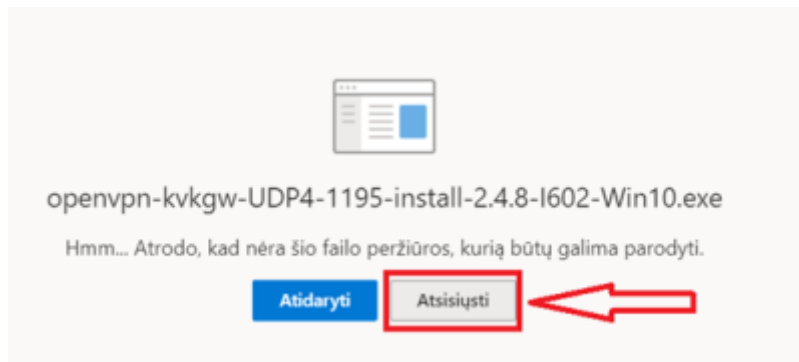 openvpn-kvkgw-UDP4-1195-install-2.4.8-I602-Win10.exe
Hmm... Atrodo, kad nėra šio failo peržiūros, kurią būtų galima parodyti.
Atidaryti Atsisiųsti